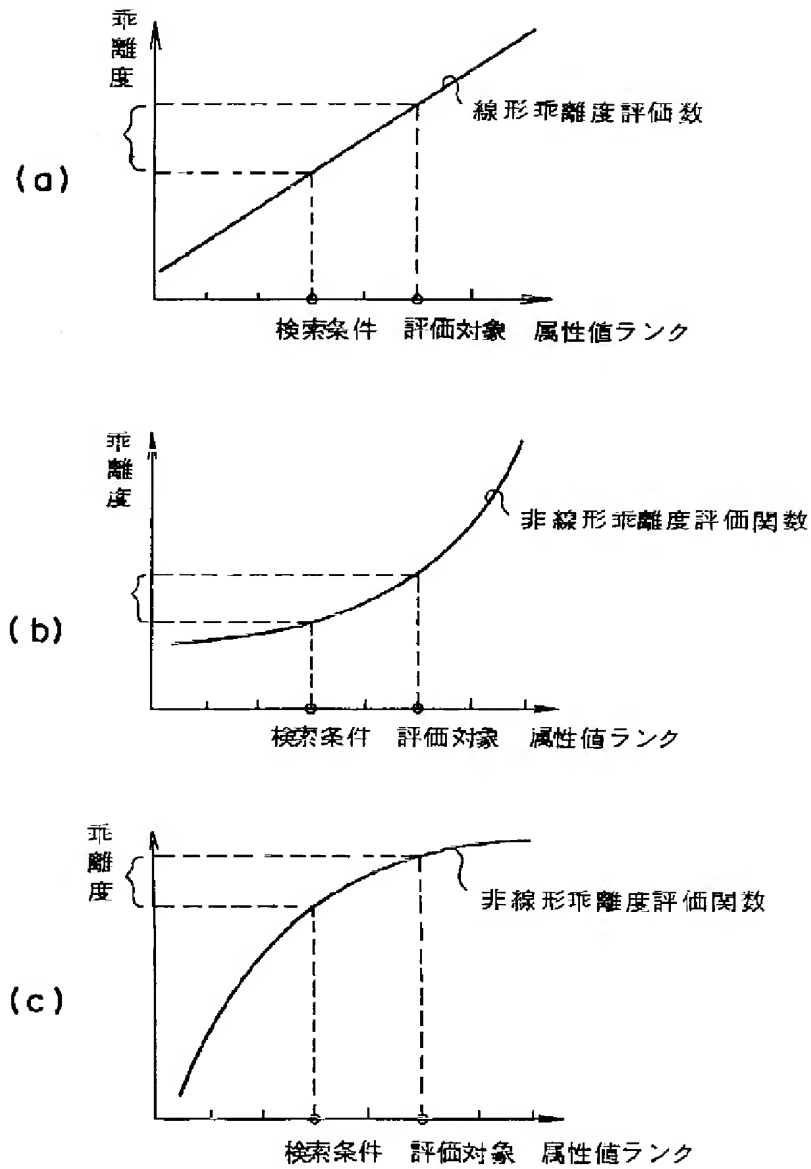 乖離度
線形乖離度評価数
(a)
検索条件 評価対象 属性値ランク
乖離度
非線形乖離度評価関数
(b)
検索条件 評価対象 属性値ランク
乖離度
非線形乖離度評価関数
(c)
検索条件 評価対象 属性値ランク